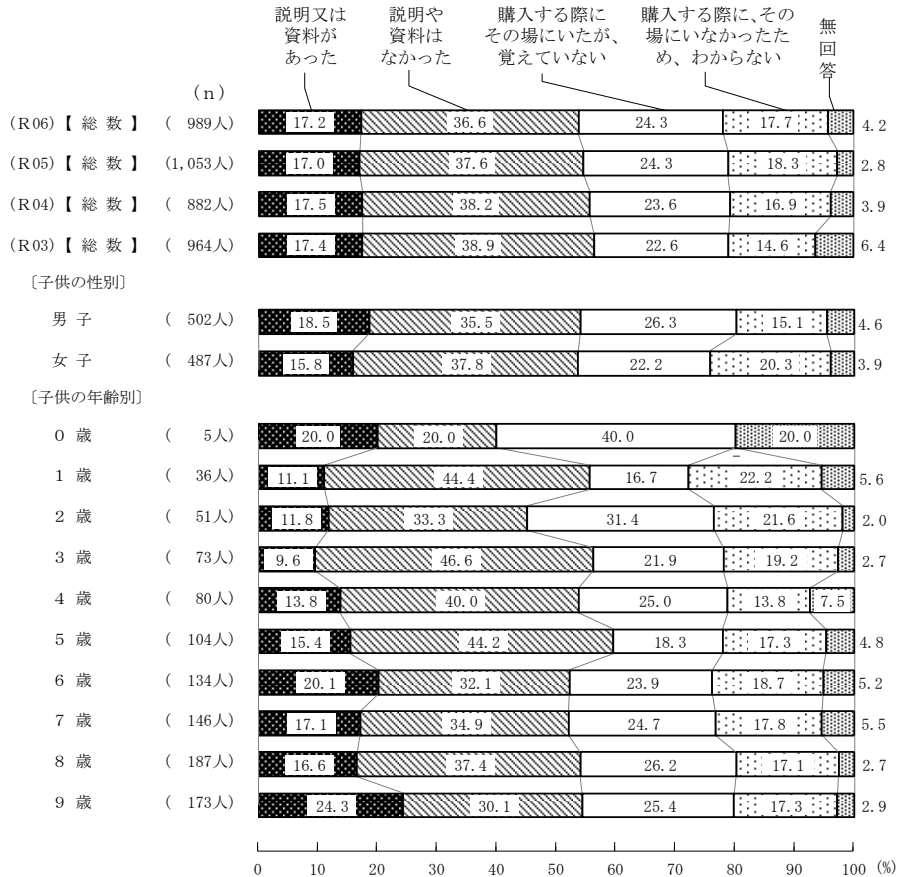 説明又は
資料が
あった
説明や
資料は
なかった
購入する際に
その場にいたが、
覚えていない
購入する際に、その
場にいなかったた
め、わからない
無
回
答
(n)
(R06)【 総 数 】 ( 989人) 17.2 36.6 24.3 17.7 4.2
(R05)【 総 数 】 (1,053人) 17.0 37.6 24.3 18.3 2.8
(R04)【 総 数 】 ( 882人) 17.5 38.2 23.6 16.9 3.9
(R03)【 総 数 】 ( 964人) 17.4 38.9 22.6 14.6 6.4
〔子供の性別〕
男 子 ( 502人) 18.5 35.5 26.3 15.1 4.6
女 子 ( 487人) 15.8 37.8 22.2 20.3 3.9
〔子供の年齢別〕
0 歳 ( 5人) 20.0 20.0 40.0 - 20.0
1 歳 ( 36人) 11.1 44.4 16.7 22.2 5.6
2 歳 ( 51人) 11.8 33.3 31.4 21.6 2.0
3 歳 ( 73人) 9.6 46.6 21.9 19.2 2.7
4 歳 ( 80人) 13.8 40.0 25.0 13.8 7.5
5 歳 ( 104人) 15.4 44.2 18.3 17.3 4.8
6 歳 ( 134人) 20.1 32.1 23.9 18.7 5.2
7 歳 ( 146人) 17.1 34.9 24.7 17.8 5.5
8 歳 ( 187人) 16.6 37.4 26.2 17.1 2.7
9 歳 ( 173人) 24.3 30.1 25.4 17.3 2.9
0 10 20 30 40 50 60 70 80 90 100 (%)